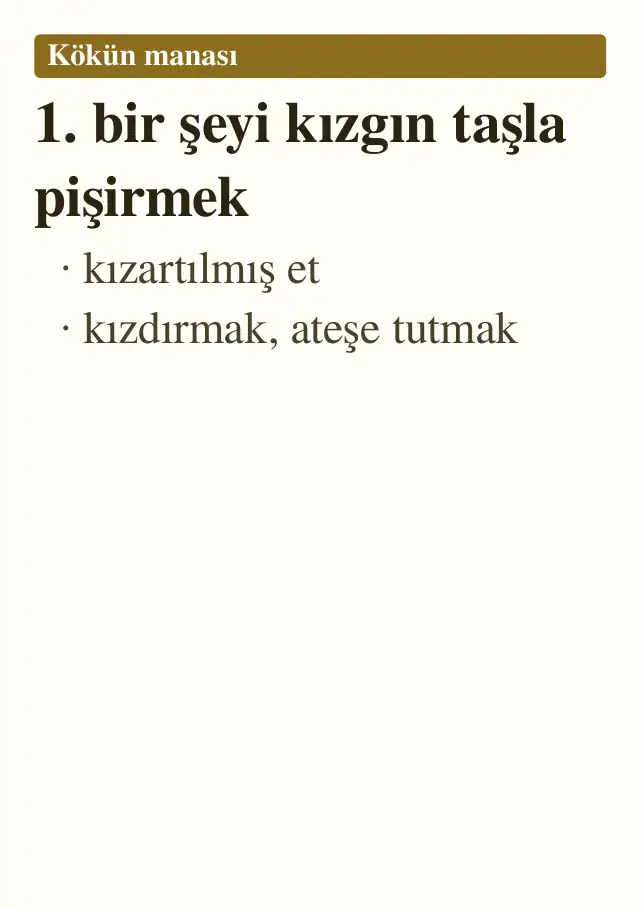 Kökün manası
1. bir şeyi kızgın taşla
pişirmek
· kızartılmış et
· kızdırmak, ateşe tutmak